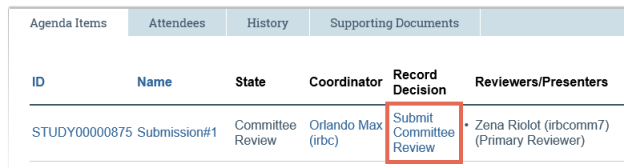 Agenda Items Attendees History Supporting Documents
ID Name State Coordinator Record Decision Reviewers/Presenters
STUDY00000875 Submission#1 Committee Review Orlando Max (irbc) Submit Committee Review • Zena Riolot (irbcomm7) (Primary Reviewer)